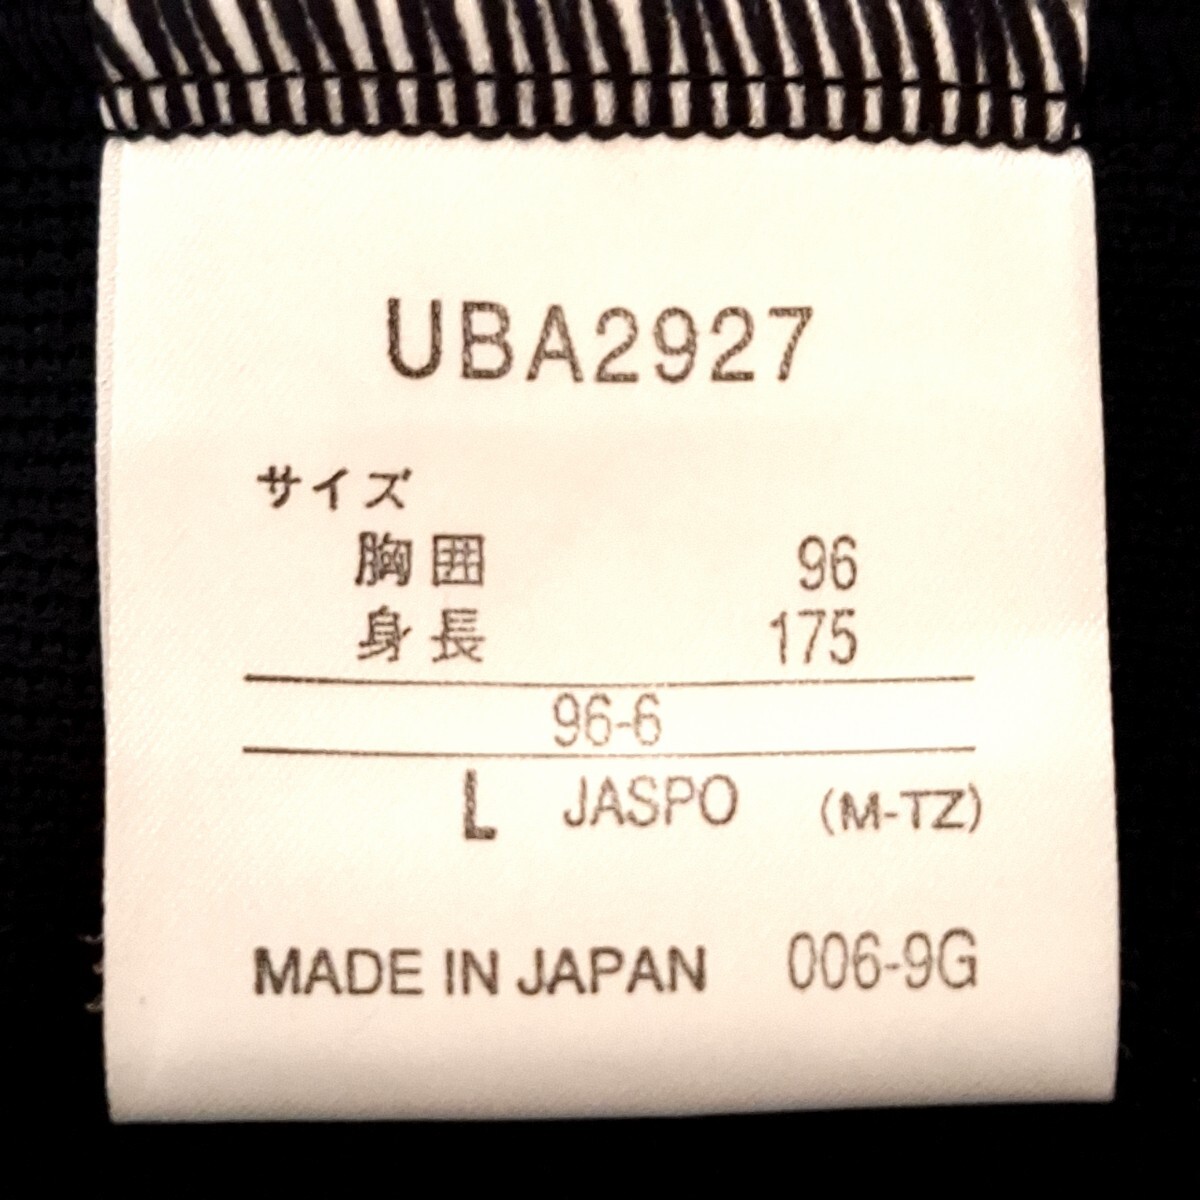 UBA2927
サイズ
胸囲 96
身長 175
96-6
L JASPO (M-TZ)
MADE IN JAPAN 006-9G